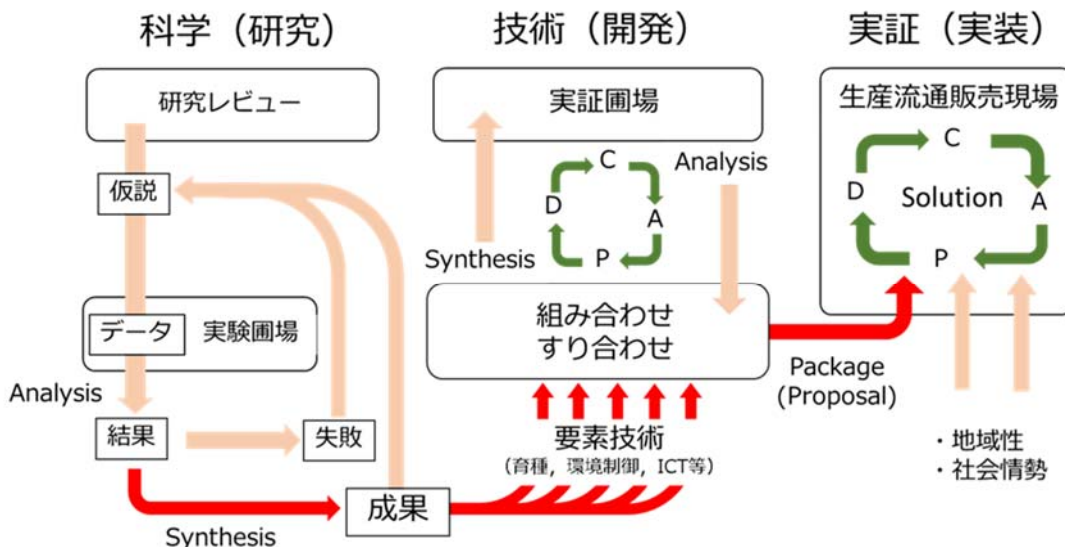 科学（研究）
研究レビュー
仮説
データ
実験圃場
Analysis
結果
失敗
Synthesis
成果
技術（開発）
実証圃場
C
D
A
P
Analysis
Synthesis
組み合わせ
すり合わせ
要素技術
（育種，環境制御，ICT等）
Package
(Proposal)
実証（実装）
生産流通販売現場
C
D
Solution
A
P
・地域性
・社会情勢